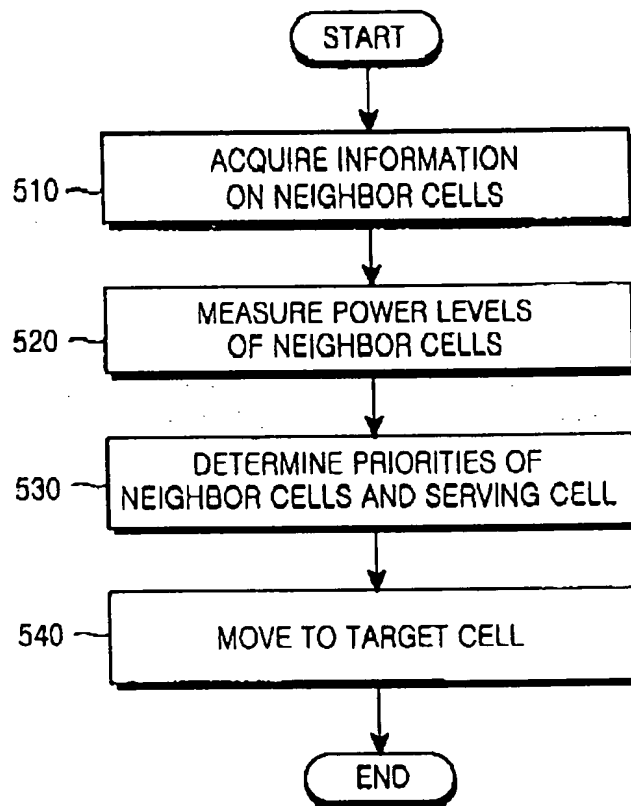 START
510
ACQUIRE INFORMATION
ON NEIGHBOR CELLS
520
MEASURE POWER LEVELS
OF NEIGHBOR CELLS
530
DETERMINE PRIORITIES OF
NEIGHBOR CELLS AND SERVING CELL
540
MOVE TO TARGET CELL
END